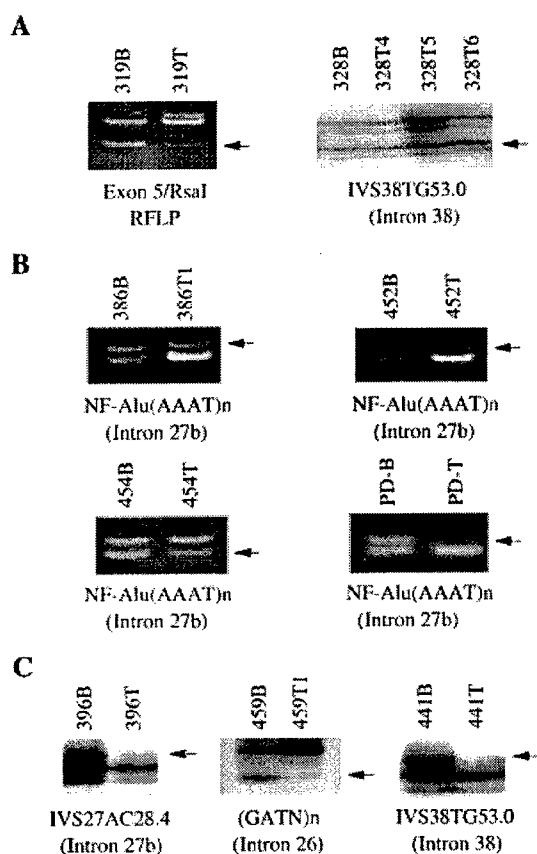 A
319B 319T
328B 328T4 328T5 328T6
Exon 5/RsaI
RFLP
IVS38TG53.0
(Intron 38)
B
386B 386T1
452B 452T
NF-Alu(AAAT)n
(Intron 27b)
NF-Alu(AAAT)n
(Intron 27b)
454B 454T
PD-B PD-T
NF-Alu(AAAT)n
(Intron 27b)
NF-Alu(AAAT)n
(Intron 27b)
C
396B 396T
459B 459T1
441B 441T
IVS27AC28.4
(Intron 27b)
(GATN)n
(Intron 26)
IVS38TG53.0
(Intron 38)